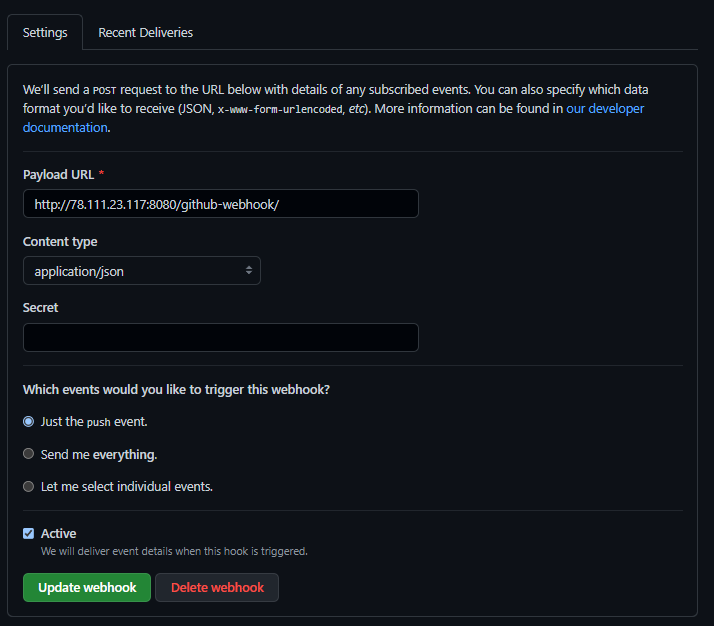 Settings
Recent Deliveries
We'll send a POST request to the URL below with details of any subscribed events. You can also specify which data
format you'd like to receive (JSON, x-www-form-urlencoded, etc). More information can be found in our developer
documentation.
Payload URL *
http://78.111.23.117:8080/github-webhook/
Content type
application/json
Secret
Which events would you like to trigger this webhook?
Just the push event.
Send me everything.
Let me select individual events.
Active
We will deliver event details when this hook is triggered.
Update webhook
Delete webhook